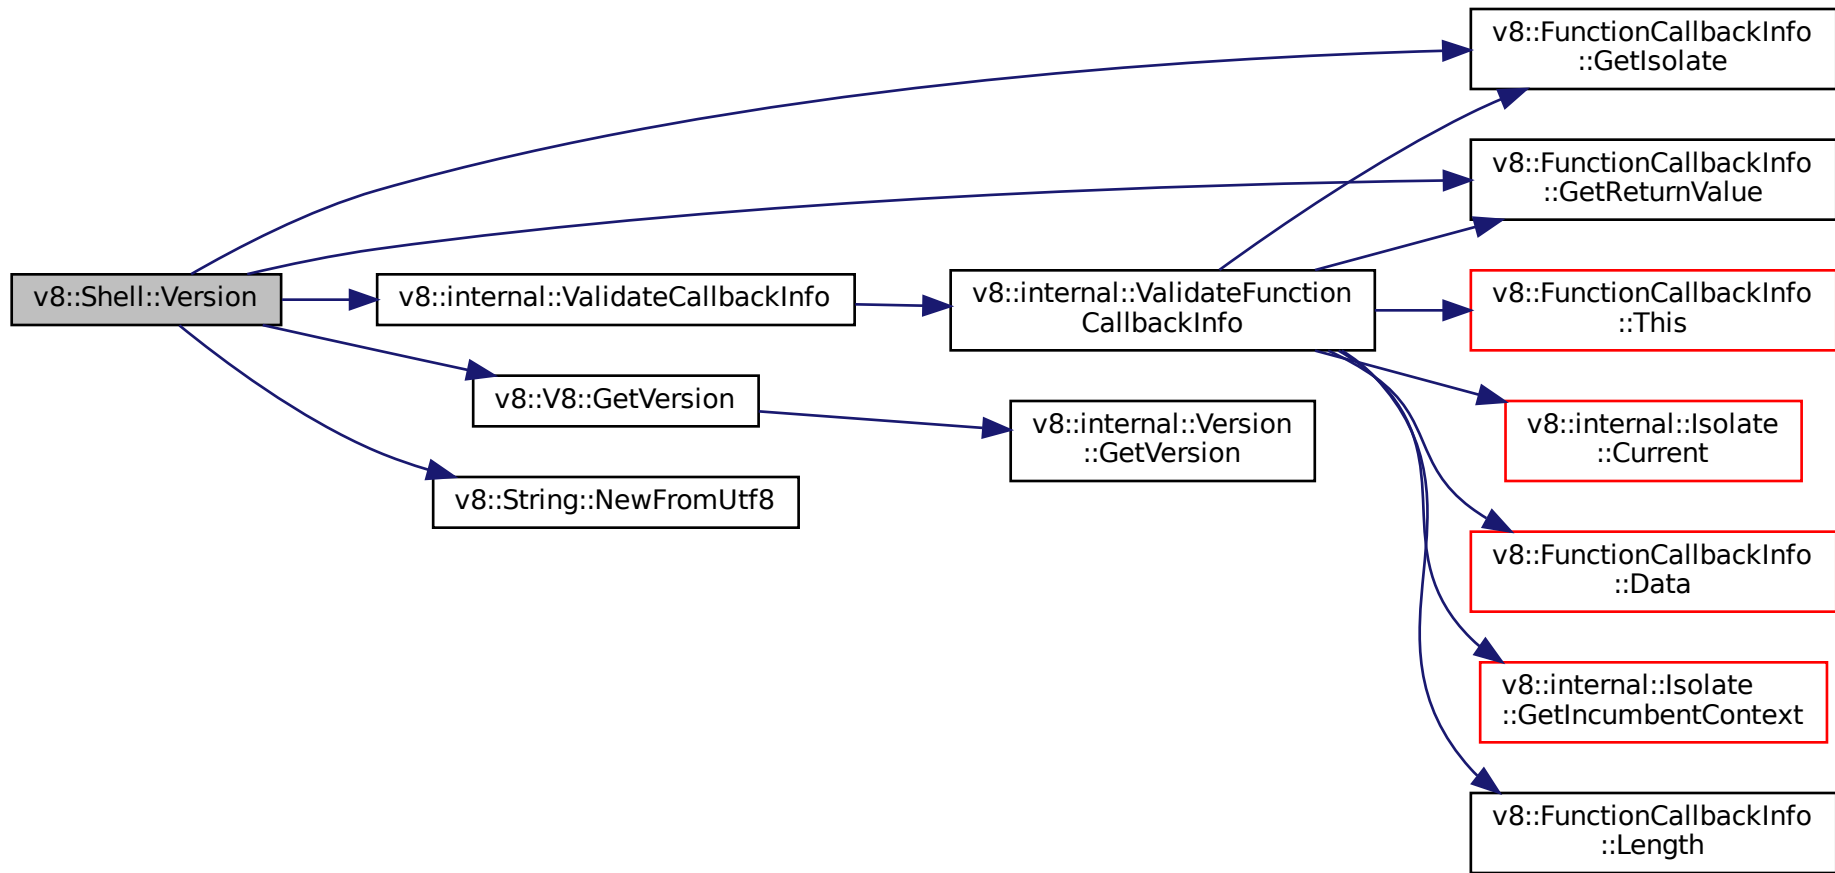 v8::Shell::Version
v8::FunctionCallbackInfo
::GetIsolate
v8::FunctionCallbackInfo
::GetReturnValue
v8::internal::ValidateCallbackInfo
v8::internal::ValidateFunction
CallbackInfo
v8::FunctionCallbackInfo
::This
v8::V8::GetVersion
v8::internal::Version
::GetVersion
v8::internal::Isolate
::Current
v8::String::NewFromUtf8
v8::FunctionCallbackInfo
::Data
v8::internal::Isolate
::GetIncumbentContext
v8::FunctionCallbackInfo
::Length